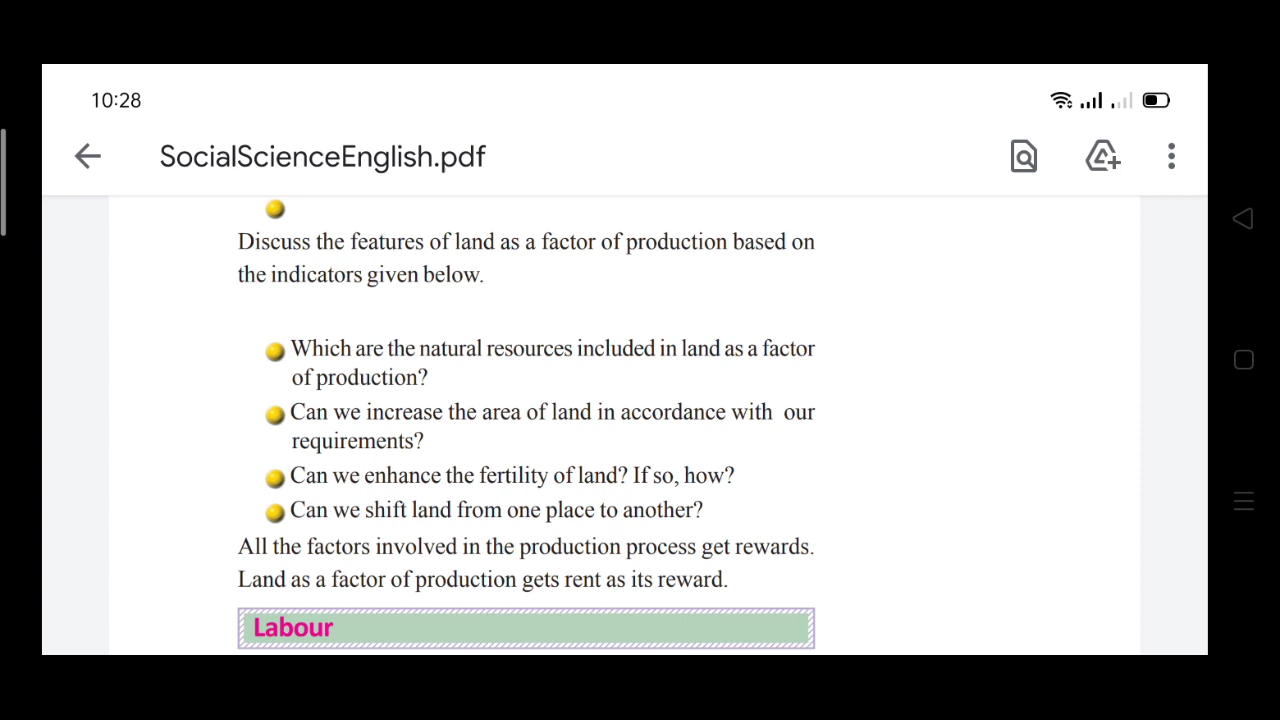 10:28
SocialScienceEnglish.pdf
Discuss the features of land as a factor of production based on
the indicators given below.
Which are the natural resources included in land as a factor
of production?
Can we increase the area of land in accordance with our
requirements?
Can we enhance the fertility of land? If so, how?
Can we shift land from one place to another?
All the factors involved in the production process get rewards.
Land as a factor of production gets rent as its reward.
Labour